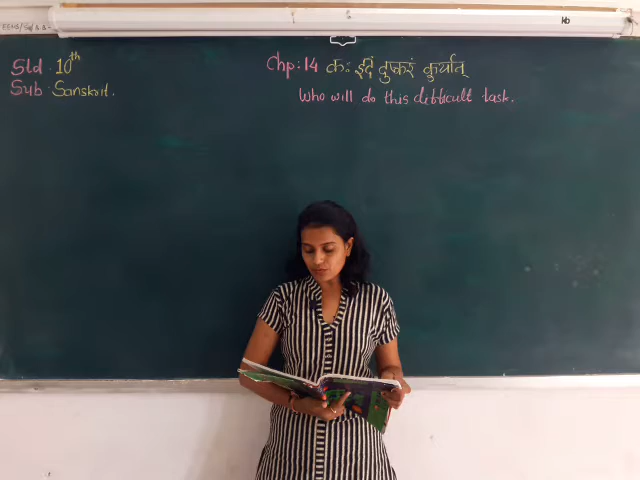 Std. 10th
Sub. Sanskrit.
Chp: 14 कः इदं दुष्करं कुर्यात्
Who will do this difficult task.